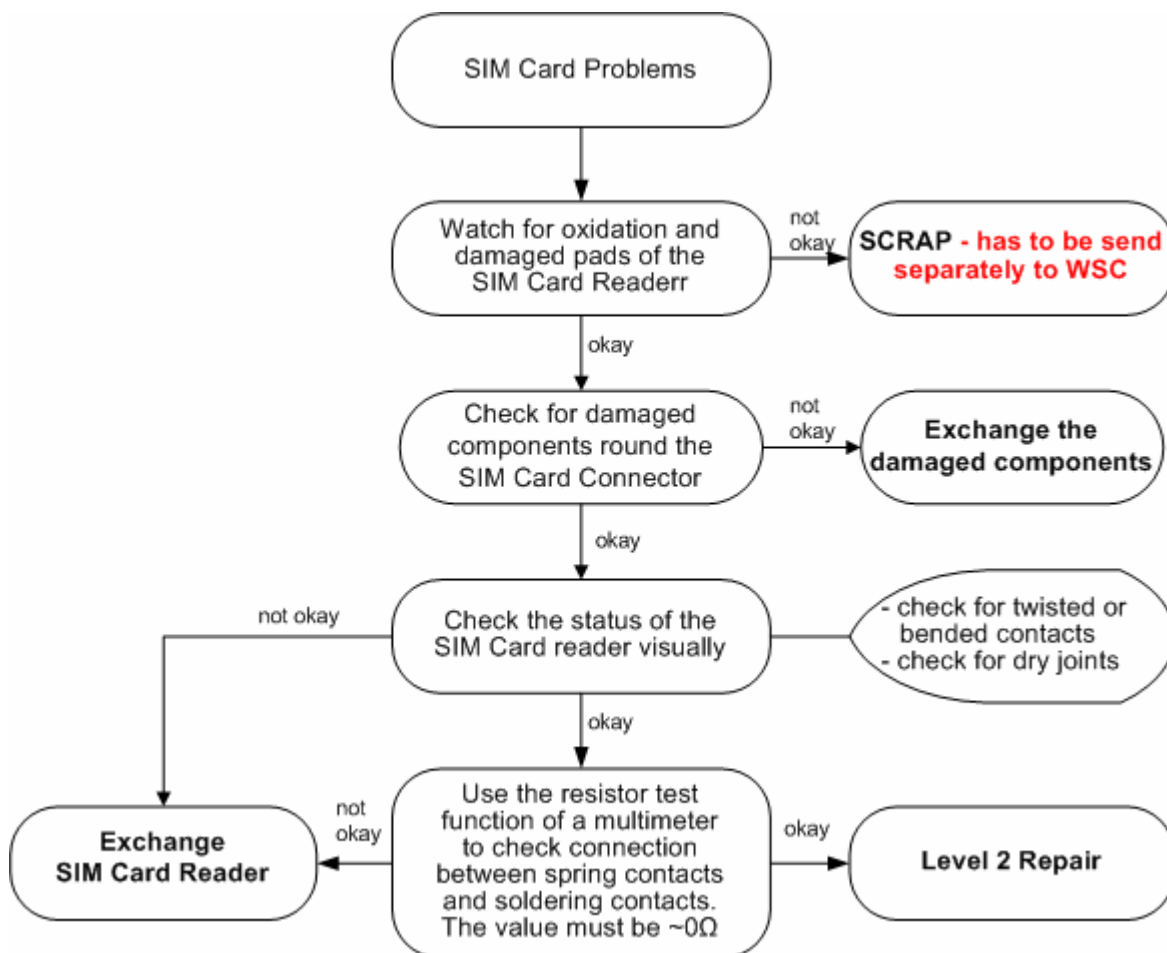 SIM Card Problems
Watch for oxidation and
damaged pads of the
SIM Card Readerr
not
okay
SCRAP - has to be send
separately to WSC
okay
Check for damaged
components round the
SIM Card Connector
not
okay
Exchange the
damaged components
okay
not okay
Check the status of the
SIM Card reader visually
- check for twisted or
bended contacts
- check for dry joints
okay
Exchange
SIM Card Reader
not
okay
Use the resistor test
function of a multimeter
to check connection
between spring contacts
and soldering contacts.
The value must be ~0Ω
okay
Level 2 Repair